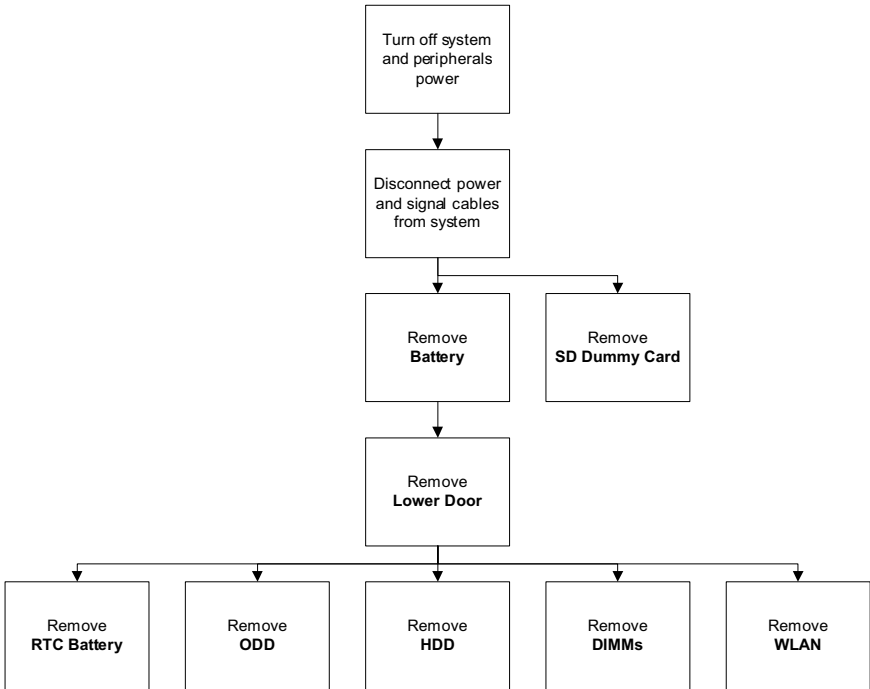 Turn off system
and peripherals
power
Disconnect power
and signal cables
from system
Remove
Battery
Remove
SD Dummy Card
Remove
Lower Door
Remove
RTC Battery
Remove
ODD
Remove
HDD
Remove
DIMMs
Remove
WLAN